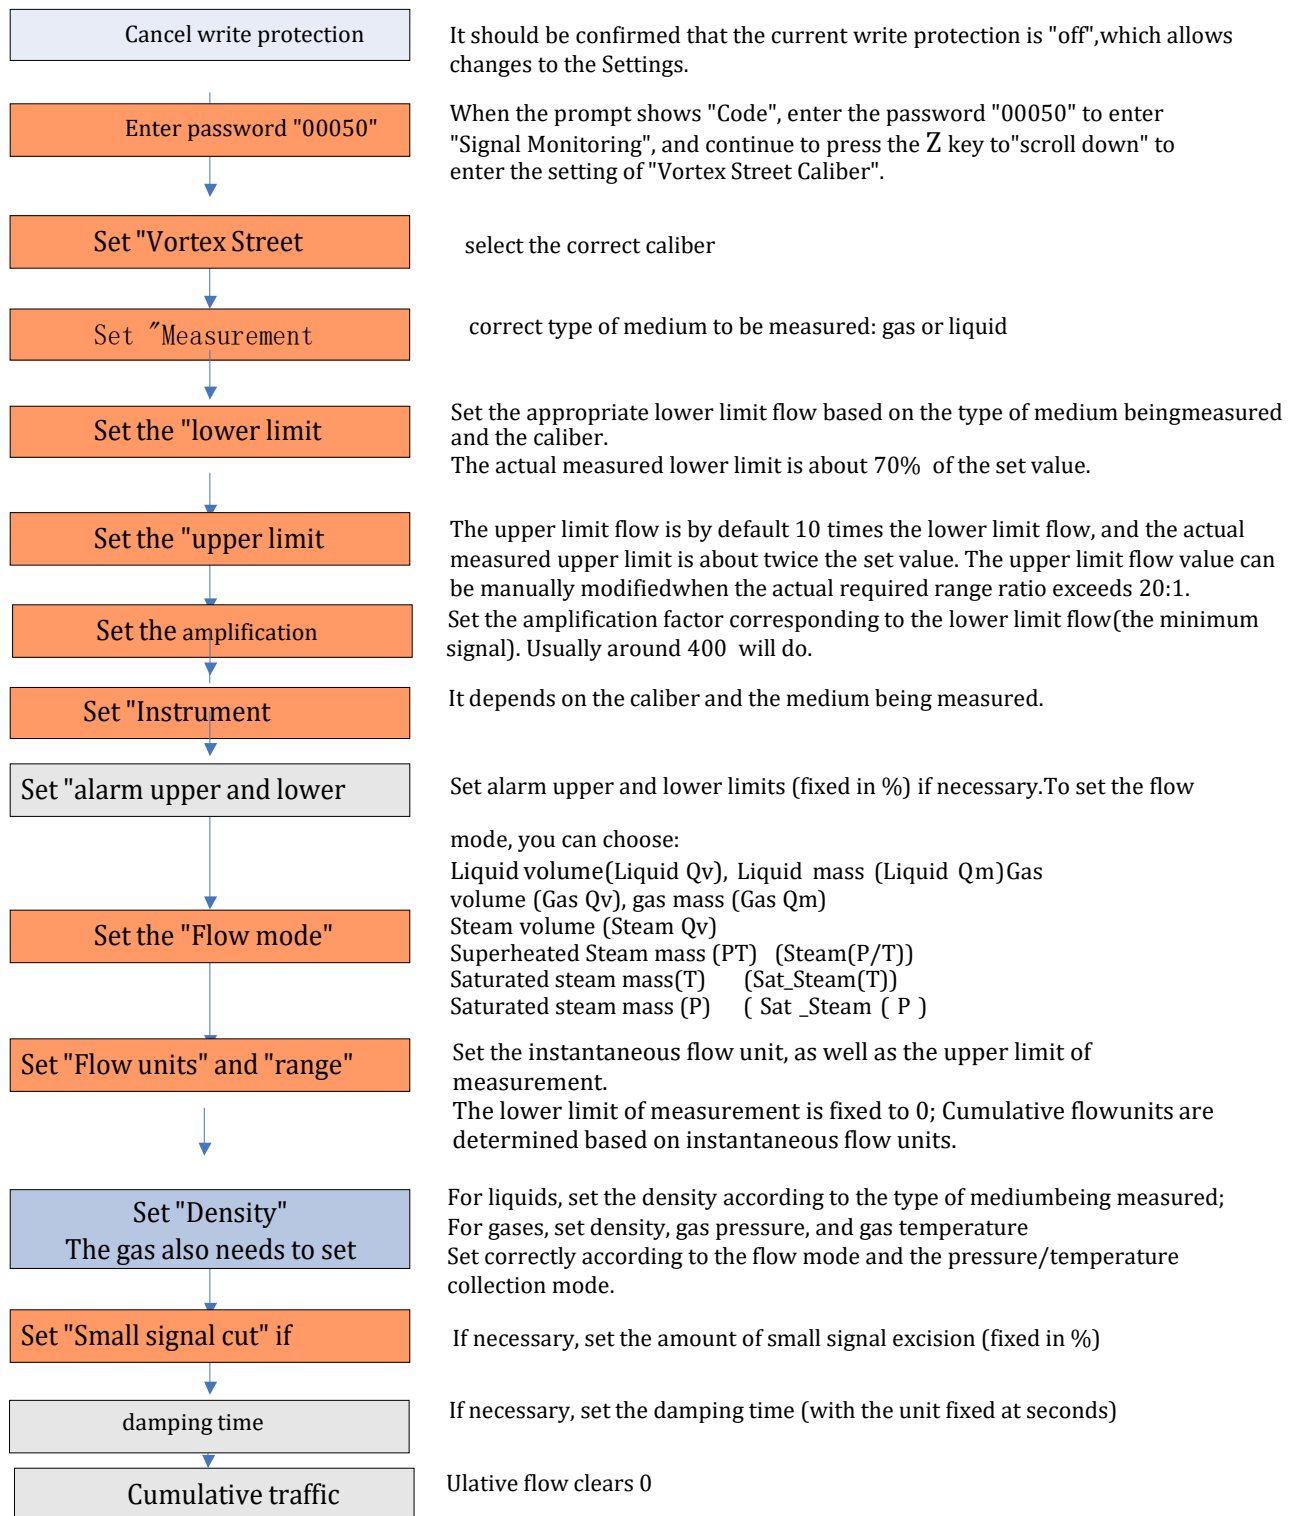 Cancel write protection
It should be confirmed that the current write protection is "off",which allows
changes to the Settings.
Enter password "00050"
When the prompt shows "Code", enter the password "00050" to enter
"Signal Monitoring", and continue to press the Z key to"scroll down" to
enter the setting of "Vortex Street Caliber".
Set "Vortex Street
select the correct caliber
Set ″Measurement
correct type of medium to be measured: gas or liquid
Set the "lower limit
Set the appropriate lower limit flow based on the type of medium beingmeasured
and the caliber.
The actual measured lower limit is about 70% of the set value.
Set the "upper limit
The upper limit flow is by default 10 times the lower limit flow, and the actual
measured upper limit is about twice the set value. The upper limit flow value can
be manually modifiedwhen the actual required range ratio exceeds 20:1.
Set the amplification
Set the amplification factor corresponding to the lower limit flow(the minimum
signal). Usually around 400 will do.
Set "Instrument
It depends on the caliber and the medium being measured.
Set "alarm upper and lower
Set alarm upper and lower limits (fixed in %) if necessary.To set the flow
mode, you can choose:
Liquid volume(Liquid Qv), Liquid mass (Liquid Qm)Gas
volume (Gas Qv), gas mass (Gas Qm)
Steam volume (Steam Qv)
Superheated Steam mass (PT) (Steam(P/T))
Saturated steam mass(T) (Sat_Steam(T))
Saturated steam mass (P) ( Sat _Steam ( P )
Set the "Flow mode"
Set "Flow units" and "range"
Set the instantaneous flow unit, as well as the upper limit of
measurement.
The lower limit of measurement is fixed to 0; Cumulative flowunits are
determined based on instantaneous flow units.
Set "Density"
The gas also needs to set
For liquids, set the density according to the type of mediumbeing measured;
For gases, set density, gas pressure, and gas temperature
Set correctly according to the flow mode and the pressure/temperature
collection mode.
Set "Small signal cut" if
If necessary, set the amount of small signal excision (fixed in %)
damping time
If necessary, set the damping time (with the unit fixed at seconds)
Cumulative traffic
Ulative flow clears 0